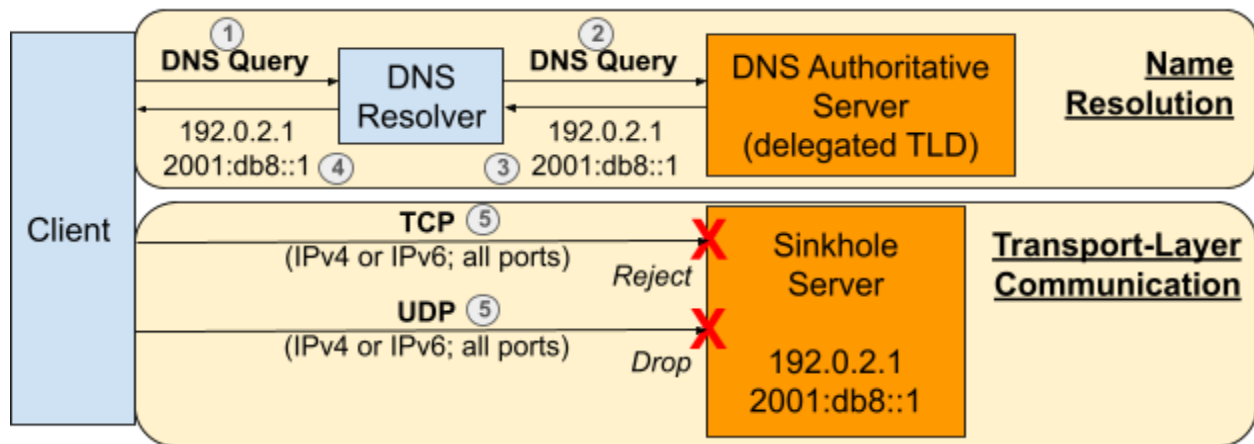 Client
1
DNS Query
192.0.2.1
2001:db8::1
4
DNS
Resolver
2
DNS Query
192.0.2.1
2001:db8::1
3
DNS Authoritative
Server
(delegated TLD)
Name
Resolution
TCP 5
(IPv4 or IPv6; all ports)
Reject
UDP 5
(IPv4 or IPv6; all ports)
Drop
X
X
Sinkhole
Server
192.0.2.1
2001:db8::1
Transport-Layer
Communication